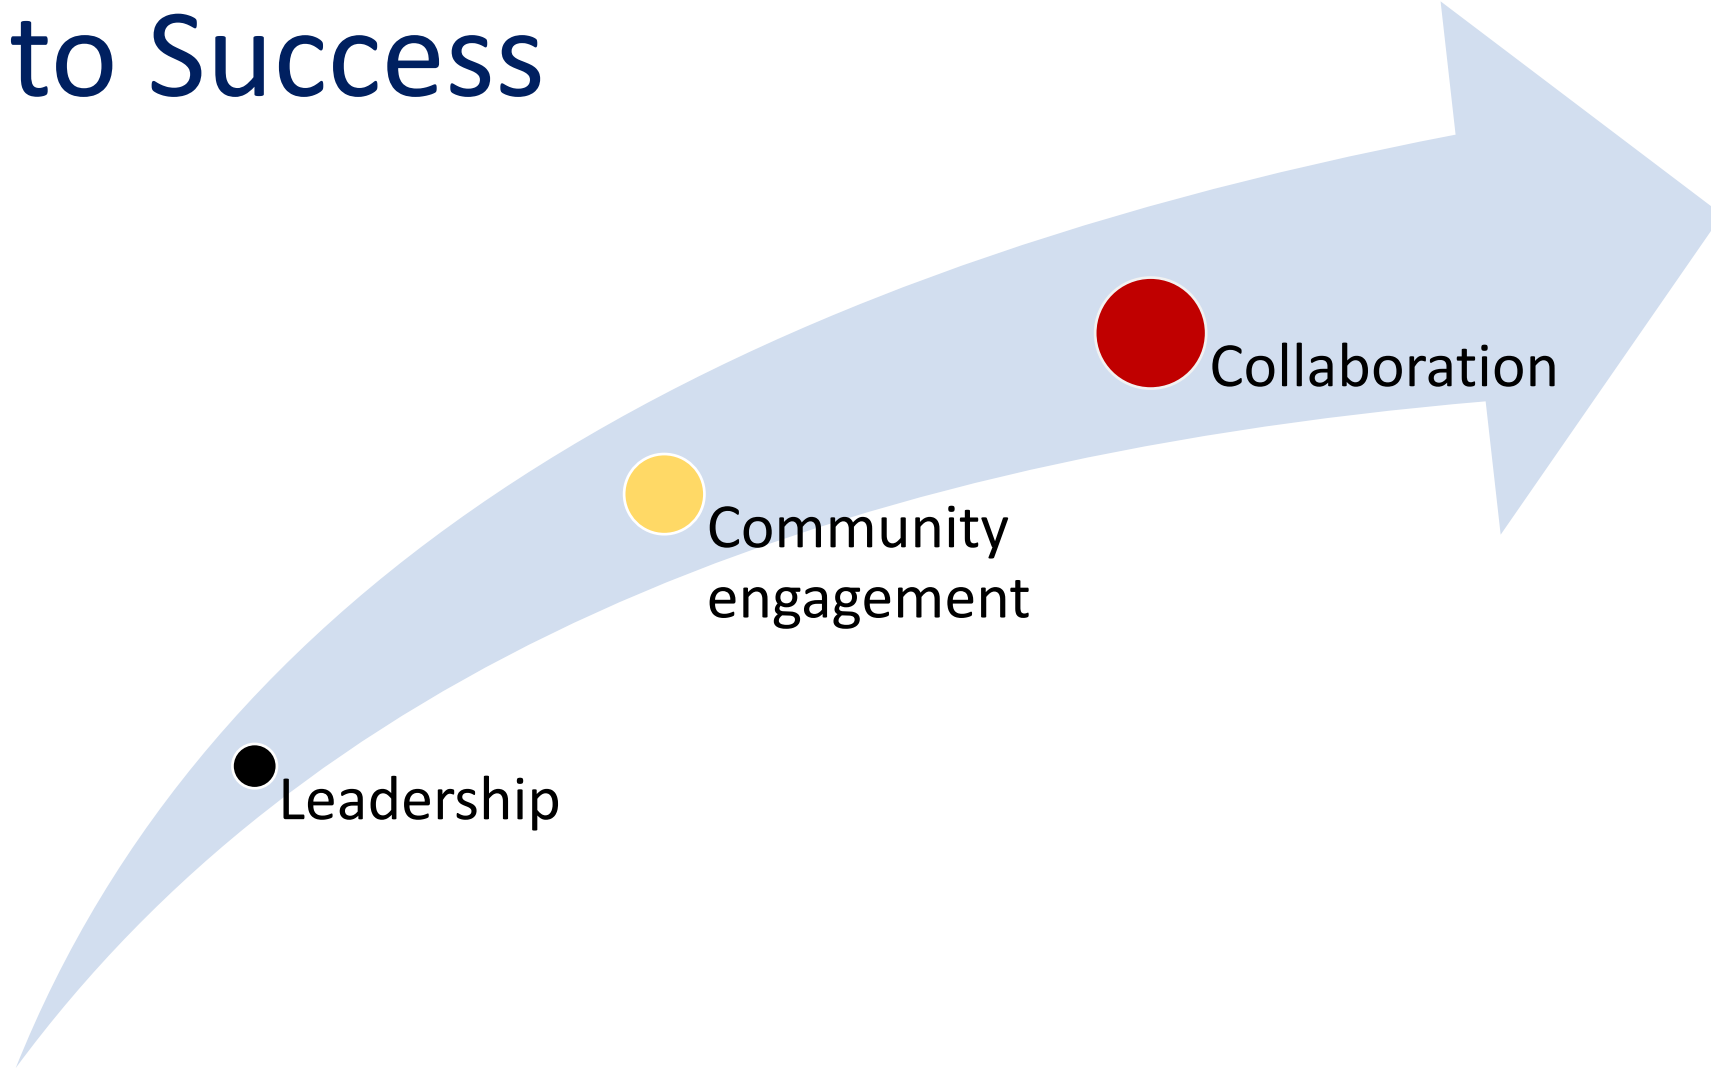 to Success
Collaboration
Community
engagement
Leadership